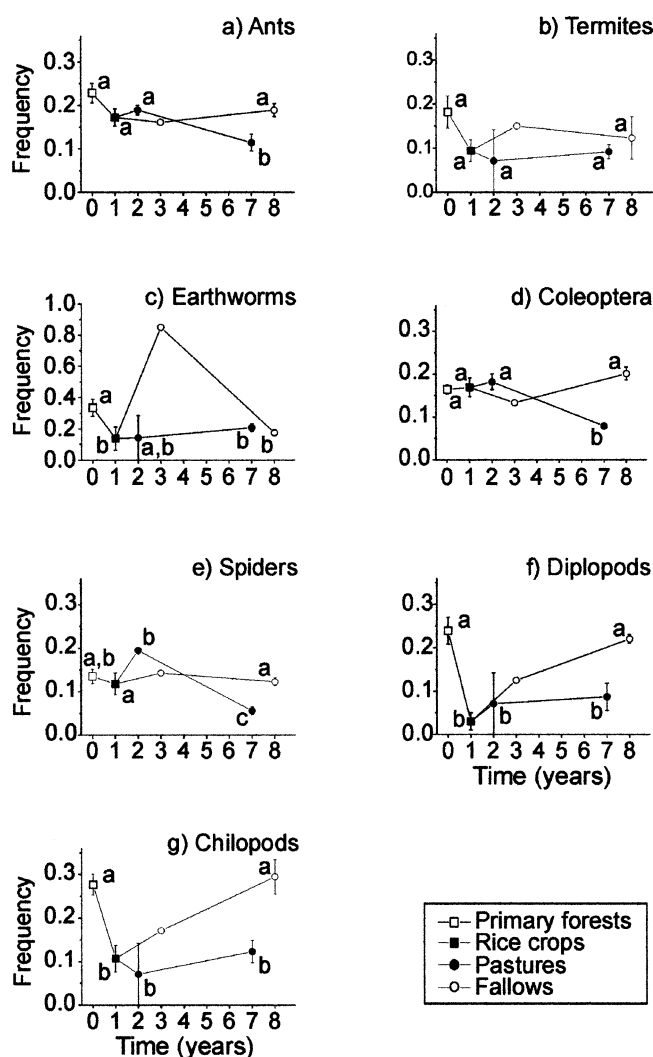 a) Ants
Frequency
0.3
0.2
0.1
0.0
a
a
a
a
b
0 1 2 3 4 5 6 7 8
b) Termites
0.3
0.2
0.1
0.0
a
a
a
a
a
0 1 2 3 4 5 6 7 8
c) Earthworms
Frequency
1.0
0.8
0.6
0.4
0.2
0.0
a
b
a,b
b
b
0 1 2 3 4 5 6 7 8
d) Coleoptera
0.3
0.2
0.1
0.0
a
a
a
a
b
0 1 2 3 4 5 6 7 8
e) Spiders
Frequency
0.3
0.2
0.1
0.0
a,b
a
b
a
c
0 1 2 3 4 5 6 7 8
f) Diplopods
0.3
0.2
0.1
0.0
a
b
b
b
a
0 1 2 3 4 5 6 7 8
Time (years)
g) Chilopods
Frequency
0.3
0.2
0.1
0.0
a
b
b
b
a
0 1 2 3 4 5 6 7 8
Time (years)
Primary forests
Rice crops
Pastures
Fallows